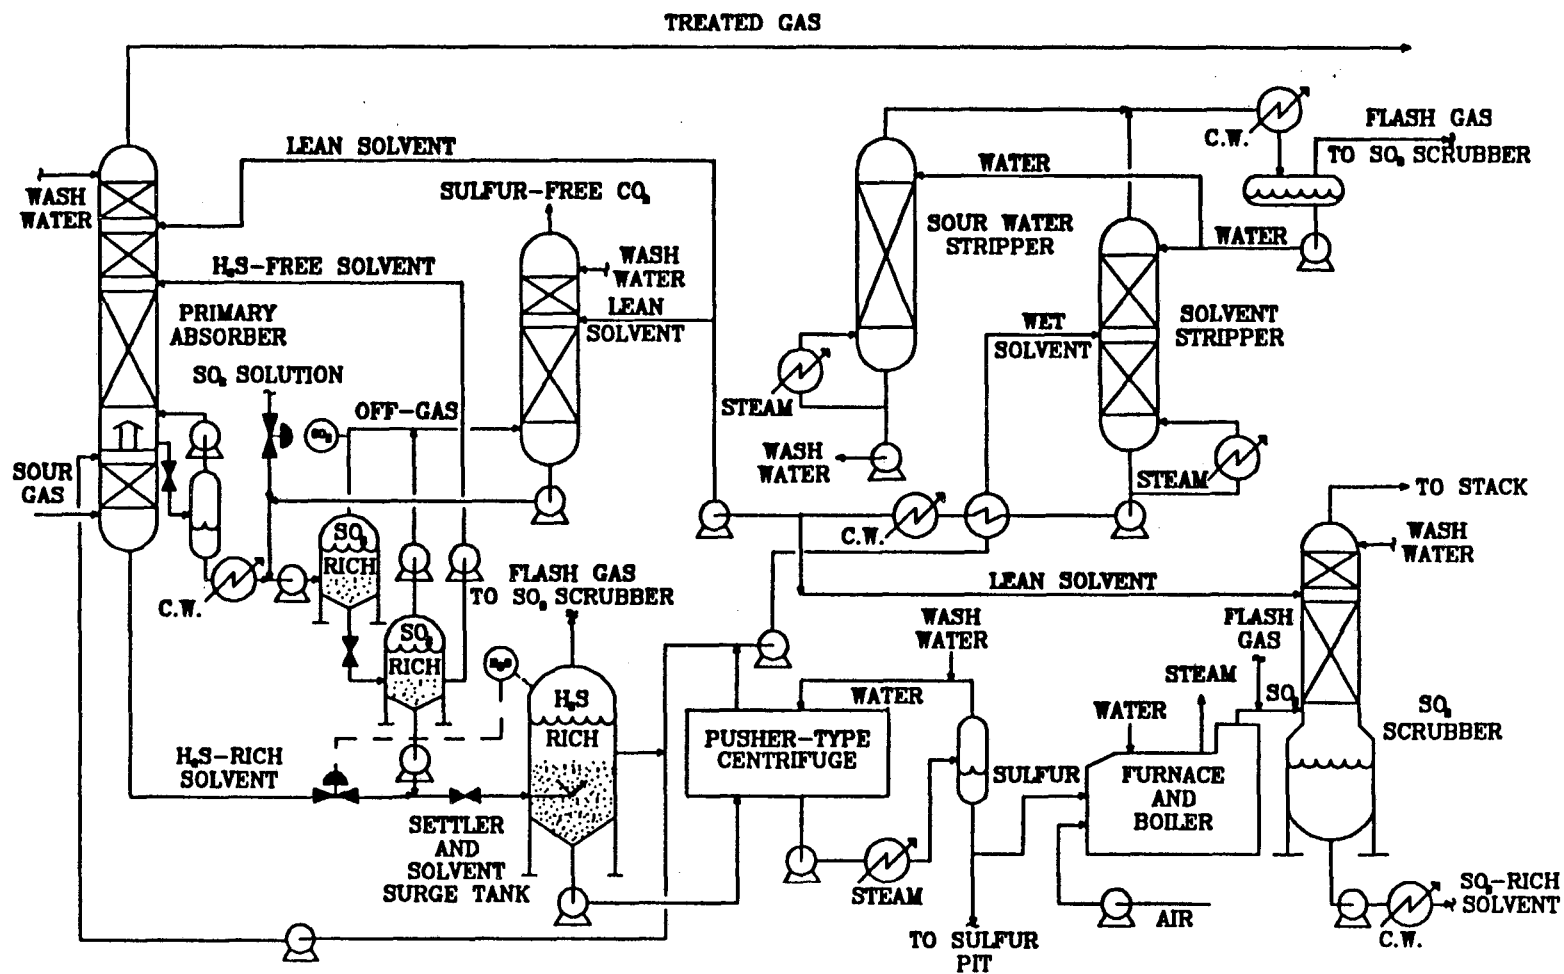 TREATED GAS
FLASH GAS
TO SO₂ SCRUBBER
C.W.
LEAN SOLVENT
WATER
SULFUR-FREE CO₂
WASH
WATER
SOUR WATER
STRIPPER
WATER
WASH
WATER
H₂S-FREE SOLVENT
LEAN
SOLVENT
PRIMARY
ABSORBER
WET
SOLVENT
SOLVENT
STRIPPER
SO₂ SOLUTION
STEAM
OFF-GAS
SO₂
WASH
WATER
SOUR
GAS
STEAM
TO STACK
C.W.
WASH
WATER
SO₂
RICH
C.W.
FLASH GAS
TO SO₂ SCRUBBER
LEAN SOLVENT
WASH
WATER
FLASH
GAS
SO₂
RICH
H₂S
STEAM
SO₂
H₂S
RICH
WATER
WATER
SO₂
SCRUBBER
PUSHER-TYPE
CENTRIFUGE
H₂S-RICH
SOLVENT
SULFUR
FURNACE
AND
BOILER
SETTLER
AND
SOLVENT
SURGE TANK
STEAM
AIR
SO₂-RICH
SOLVENT
C.W.
TO SULFUR
PIT